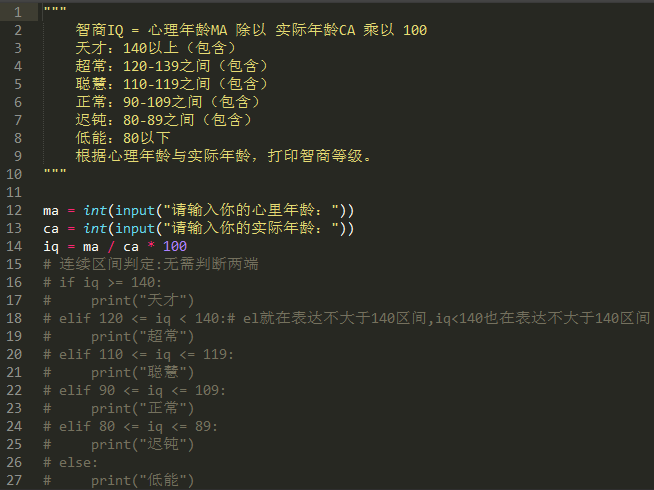 1 """
2     智商IQ = 心理年龄MA 除以 实际年龄CA 乘以 100
3     天才：140以上（包含）
4     超常：120-139之间（包含）
5     聪慧：110-119之间（包含）
6     正常：90-109之间（包含）
7     迟钝：80-89之间（包含）
8     低能：80以下
9     根据心理年龄与实际年龄，打印智商等级。
10 """
11
12 ma = int(input("请输入你的心里年龄："))
13 ca = int(input("请输入你的实际年龄："))
14 iq = ma / ca * 100
15 # 连续区间判定:无需判断两端
16 # if iq >= 140:
17 #     print("天才")
18 # elif 120 <= iq < 140:# el就在表达不大于140区间,iq<140也在表达不大于140区间
19 #     print("超常")
20 # elif 110 <= iq <= 119:
21 #     print("聪慧")
22 # elif 90 <= iq <= 109:
23 #     print("正常")
24 # elif 80 <= iq <= 89:
25 #     print("迟钝")
26 # else:
27 #     print("低能")